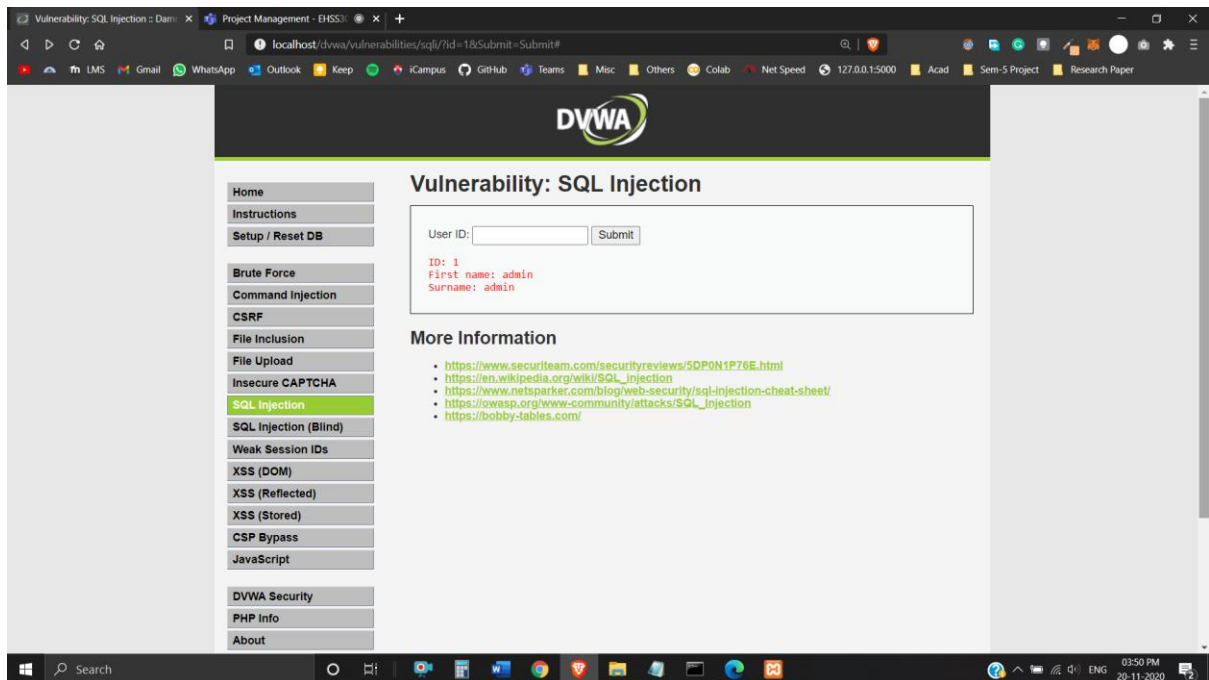 Vulnerability: SQL Injection :: Dam
Project Management - EHSS3
localhost/dvwa/vulnerabilities/sqli/?id=1&Submit=Submit#
LMS Gmail WhatsApp Outlook Keep iCampus GitHub Teams Misc Others Colab Net Speed 127.0.0.1:5000 Acad Sem-5 Project Research Paper
DVWA
Home
Instructions
Setup / Reset DB
Brute Force
Command Injection
CSRF
File Inclusion
File Upload
Insecure CAPTCHA
SQL Injection
SQL Injection (Blind)
Weak Session IDs
XSS (DOM)
XSS (Reflected)
XSS (Stored)
CSP Bypass
JavaScript
DVWA Security
PHP Info
About
Vulnerability: SQL Injection
User ID: Submit
ID: 1
First name: admin
Surname: admin
More Information
https://www.securiteam.com/securityreviews/5DP0N1P76E.html
https://en.wikipedia.org/wiki/SQL_injection
https://www.netsparker.com/blog/web-security/sql-injection-cheat-sheet/
https://owasp.org/www-community/attacks/SQL_Injection
https://bobby-tables.com/
Search
ENG
03:50 PM
20-11-2020